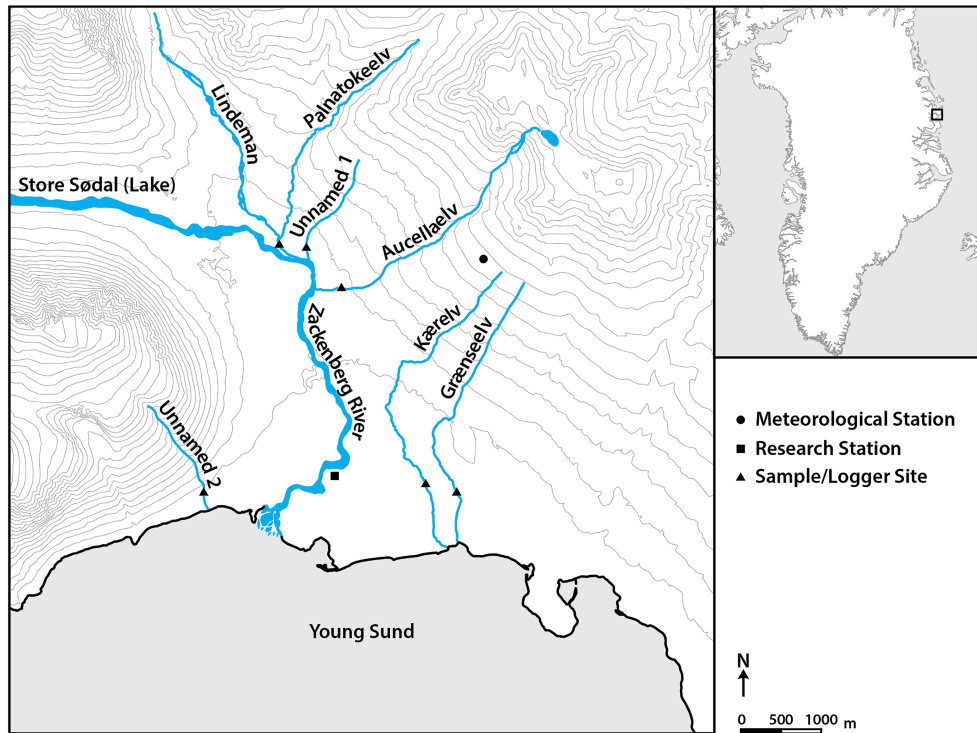 Lindeman
Palnatokeelv
Store Sødal (Lake)
Unnamed 1
Aucellaelv
Zackenberg River
Kærelv
Grænseelv
Unnamed 2
Young Sund
Meteorological Station
Research Station
Sample/Logger Site
N
0 500 1000 m